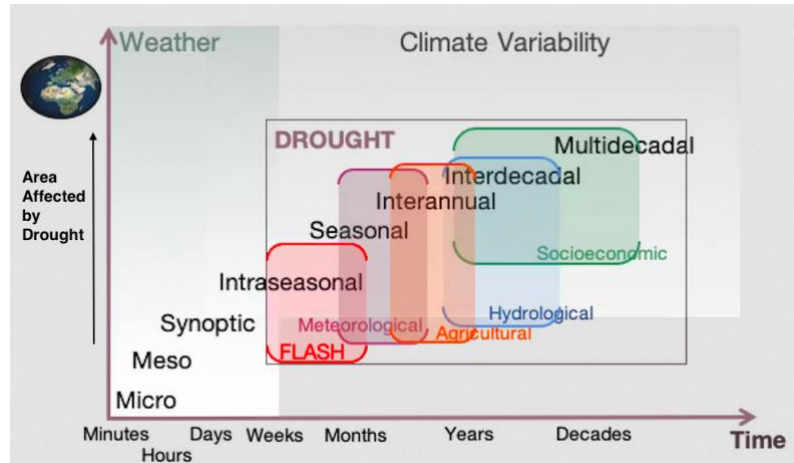 Weather
Climate Variability
Area
Affected
by
Drought
DROUGHT
Multidecadal
Interdecadal
Interannual
Seasonal
Socioeconomic
Intraseasonal
Hydrological
Synoptic
Meteorological
Agricultural
FLASH
Meso
Micro
Minutes
Hours
Days
Weeks
Months
Years
Decades
Time